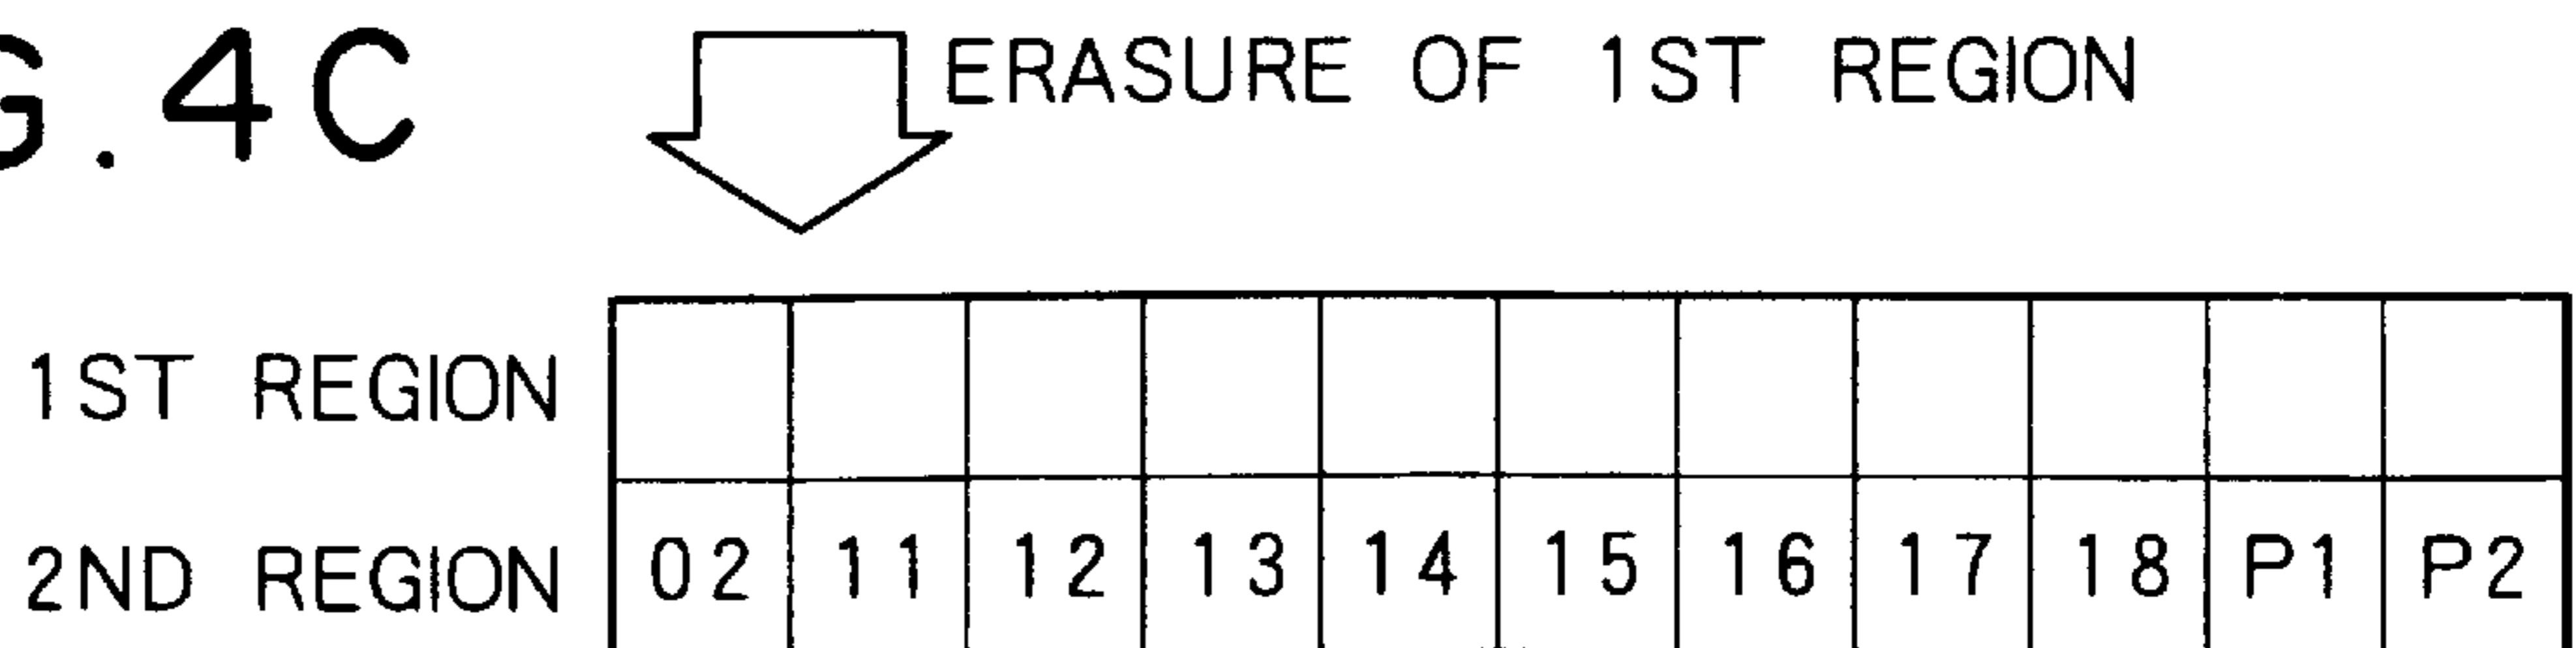 G.4C
ERASURE OF 1ST REGION
1ST REGION
2ND REGION 02 11 12 13 14 15 16 17 18 P1 P2